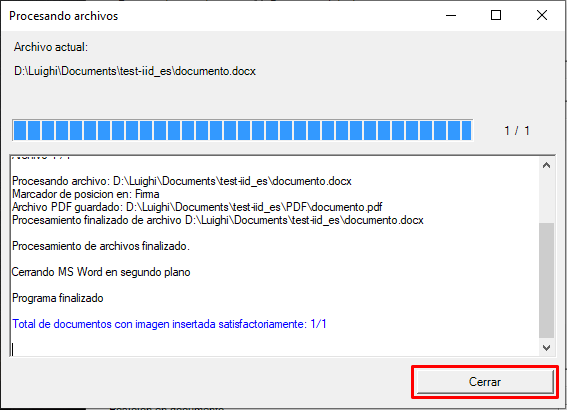 Procesando archivos
Archivo actual:
D:\Luighi\Documents\test-iid_es\documento.docx
1 / 1
Procesando archivo: D:\Luighi\Documents\test-iid_es\documento.docx
Marcador de posicion en: Firma
Archivo PDF guardado: D:\Luighi\Documents\test-iid_es\PDF\documento.pdf
Procesamiento finalizado de archivo D:\Luighi\Documents\test-iid_es\documento.docx
Procesamiento de archivos finalizado.
Cerrando MS Word en segundo plano
Programa finalizado
Total de documentos con imagen insertada satisfactoriamente: 1/1
Cerrar